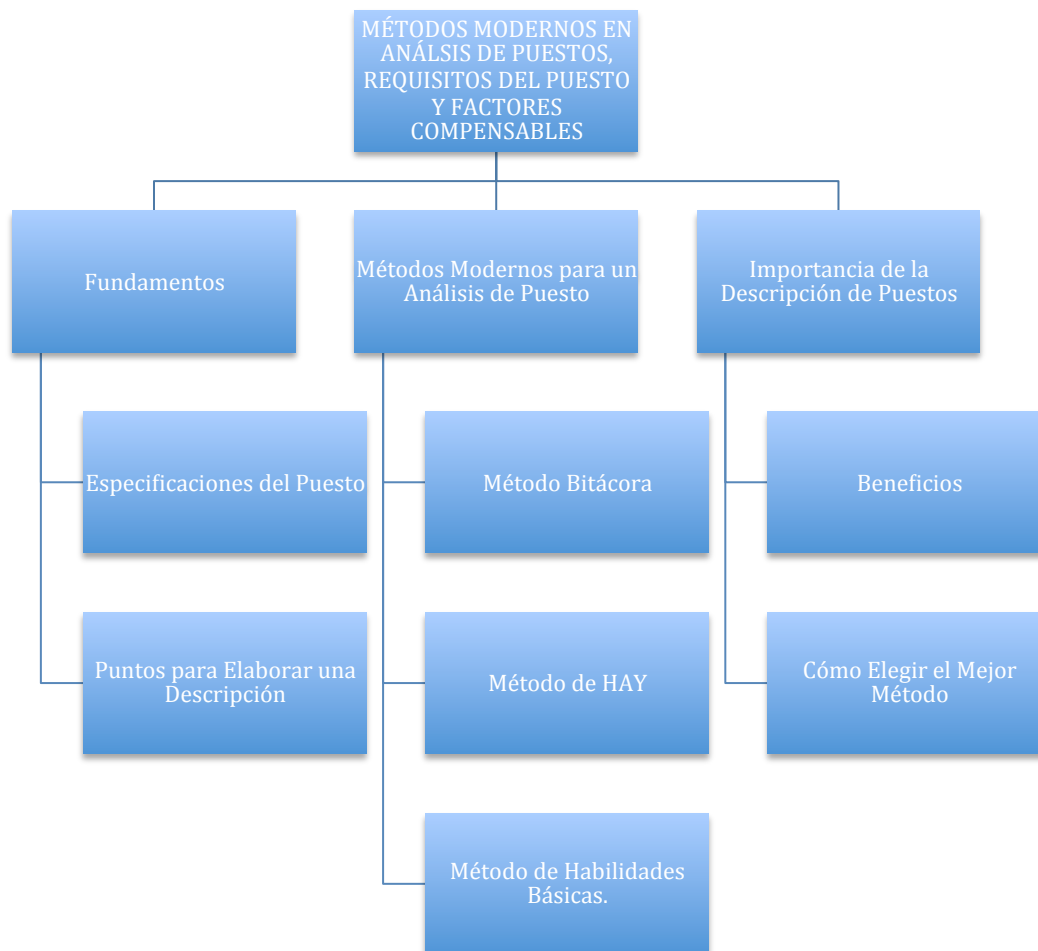 MÉTODOS MODERNOS EN
ANÁLSIS DE PUESTOS,
REQUISITOS DEL PUESTO
Y FACTORES
COMPENSABLES
Fundamentos
Métodos Modernos para un
Análisis de Puesto
Importancia de la
Descripción de Puestos
Especificaciones del Puesto
Método Bitácora
Beneficios
Puntos para Elaborar una
Descripción
Método de HAY
Cómo Elegir el Mejor
Método
Método de Habilidades
Básicas.